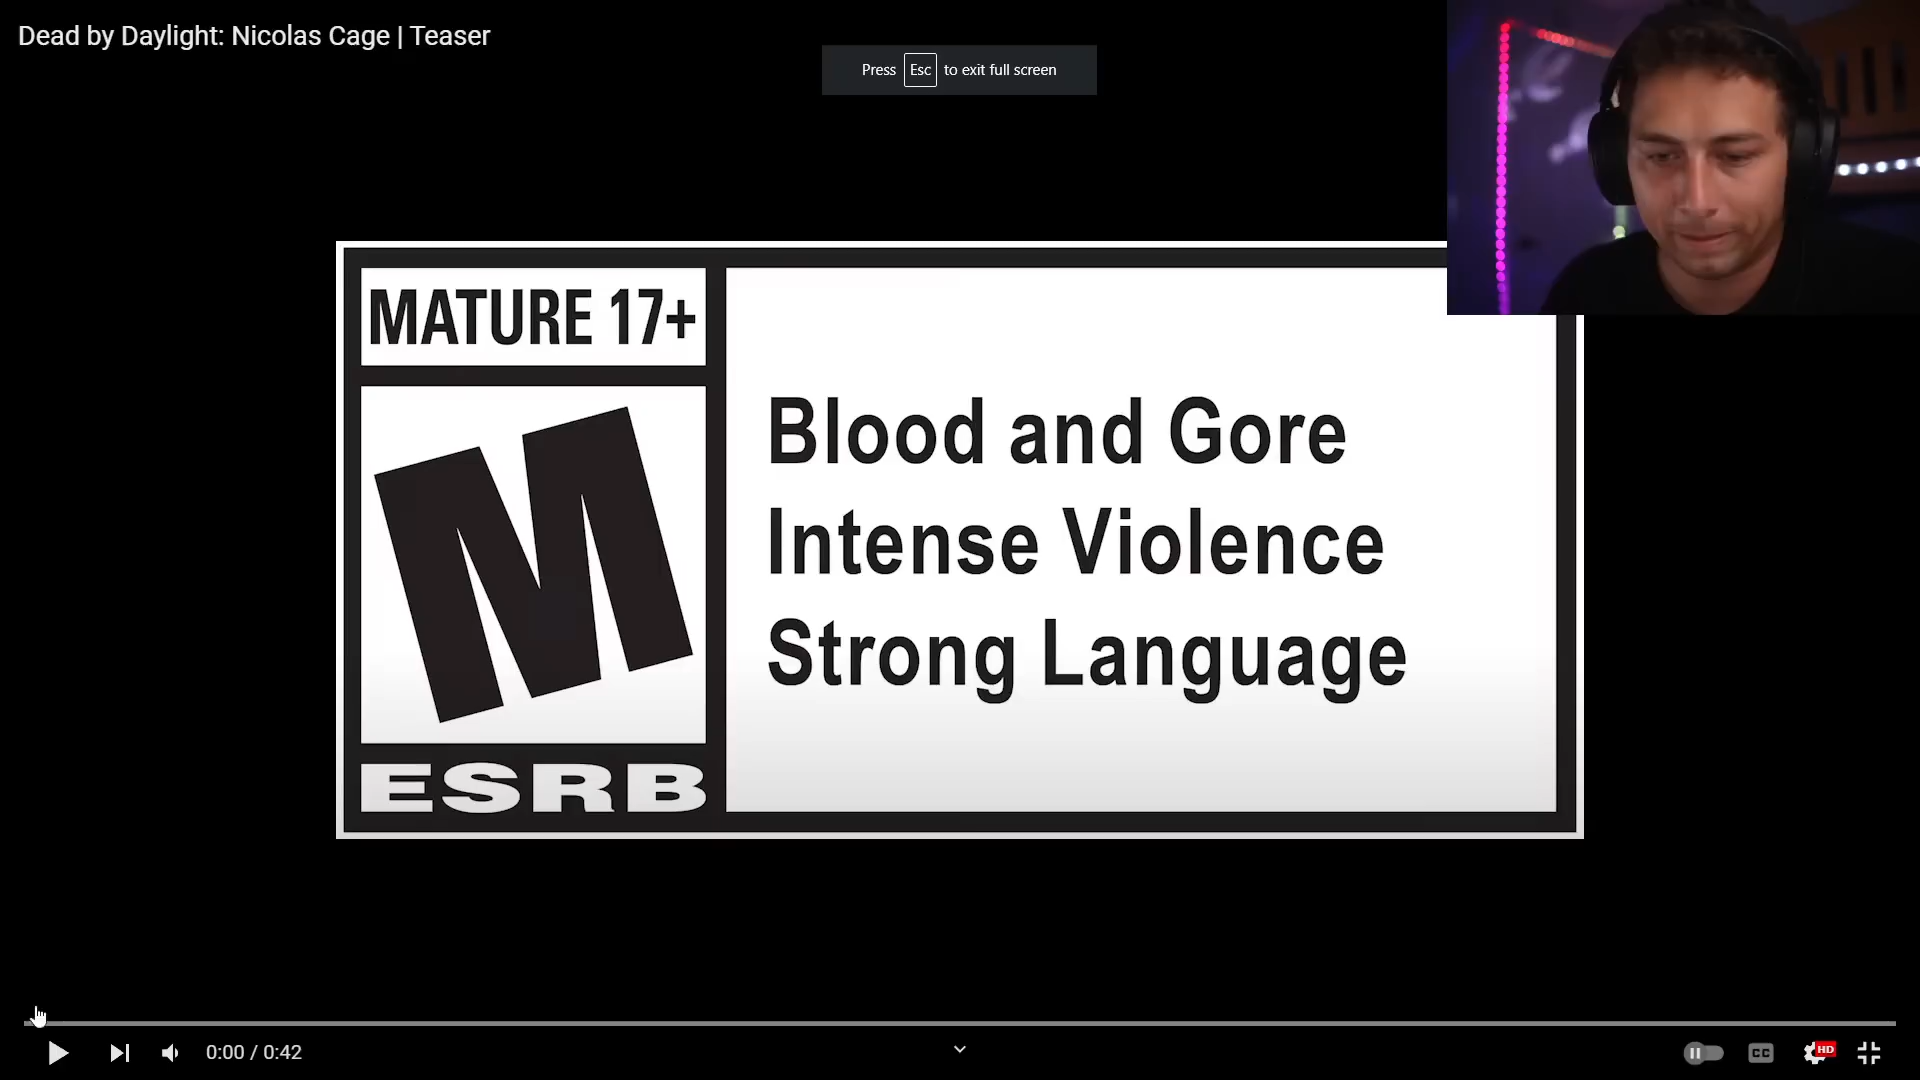 Dead by Daylight: Nicolas Cage | Teaser
Press Esc to exit full screen
MATURE 17+
M
ESRB
Blood and Gore
Intense Violence
Strong Language
0:00 / 0:42
CC
HD